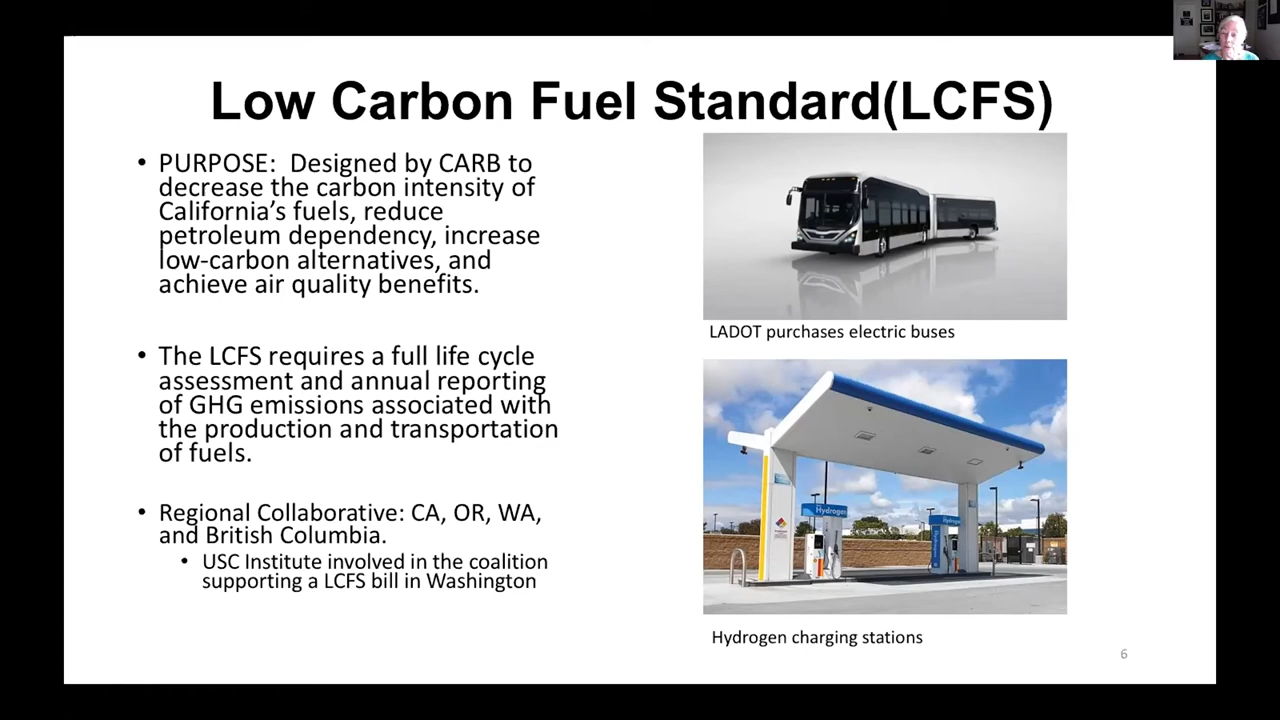 Low Carbon Fuel Standard(LCFS)
• PURPOSE: Designed by CARB to
decrease the carbon intensity of
California’s fuels, reduce
petroleum dependency, increase
low-carbon alternatives, and
achieve air quality benefits.
• The LCFS requires a full life cycle
assessment and annual reporting
of GHG emissions associated with
the production and transportation
of fuels.
• Regional Collaborative: CA, OR, WA,
and British Columbia.
• USC Institute involved in the coalition
supporting a LCFS bill in Washington
LADOT purchases electric buses
Hydrogen
Hydrogen
Hydrogen charging stations
6